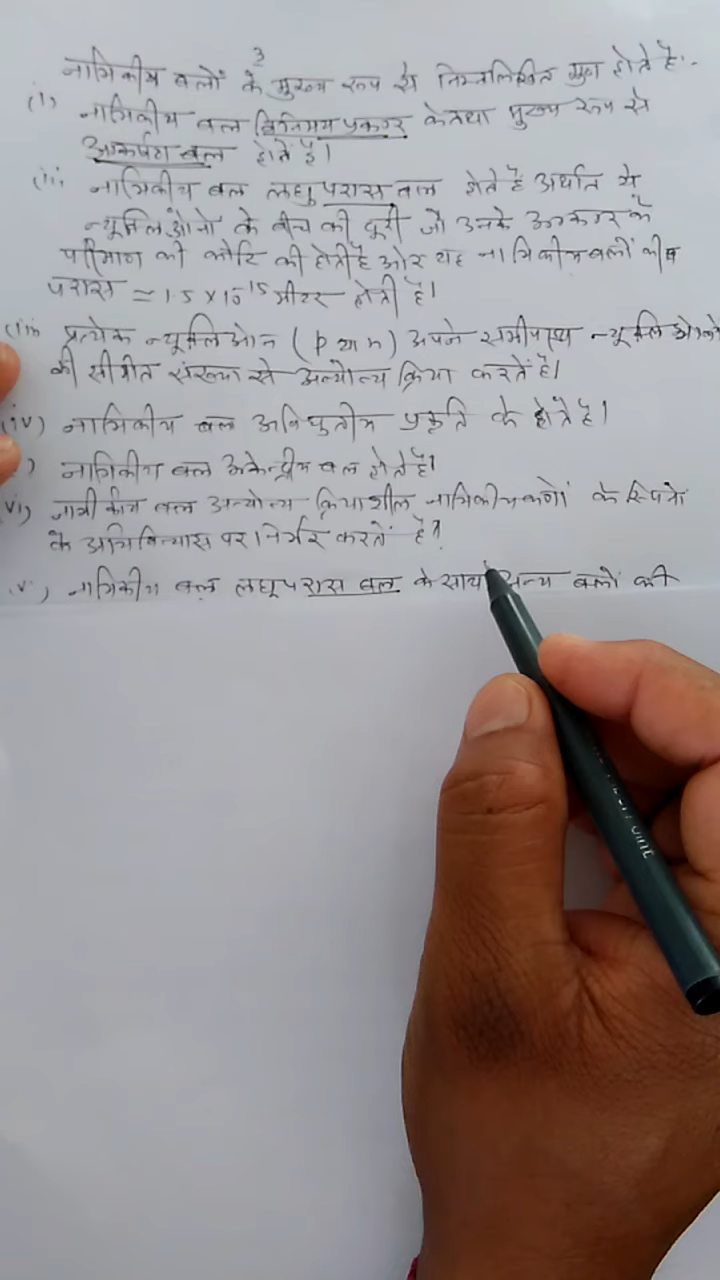 3
नाभिकीय बलों के मुख्य रूप से निम्नलिखित गुण होते है:-
(i) नाभिकीय बल विनिमय प्रकार के तथा मुख्य रूप से
आकर्षण बल होते है।
(ii) नाभिकीय बल लघु परास बल होते है अर्थात ये
न्यूक्लिओनो के बीच की दूरी जो उनके आकार के
परिमाण की कोटि की होती है और यह नाभिकीय बलों की
परास ≃ 1.5 x 10-15 मीटर होती है।
(iii) प्रत्येक न्यूक्लिओन (p या n) अपने समीपस्थ न्यूक्लिओनो
की सीमित संख्या से अन्योन्य क्रिया करते है।
(iv) नाभिकीय बल अविधुतीय प्रकृति के होते है।
) नाभिकीय बल अकेन्द्रीय बल होते है।
vi) नाभीकीय बल अन्योन्य क्रियाशील नाभिकीय कणों के स्पिनो
के अभिविन्यास पर निर्भर करते है।
) नाभिकीय बल लघूपरास बल के साथ अन्य बलों की